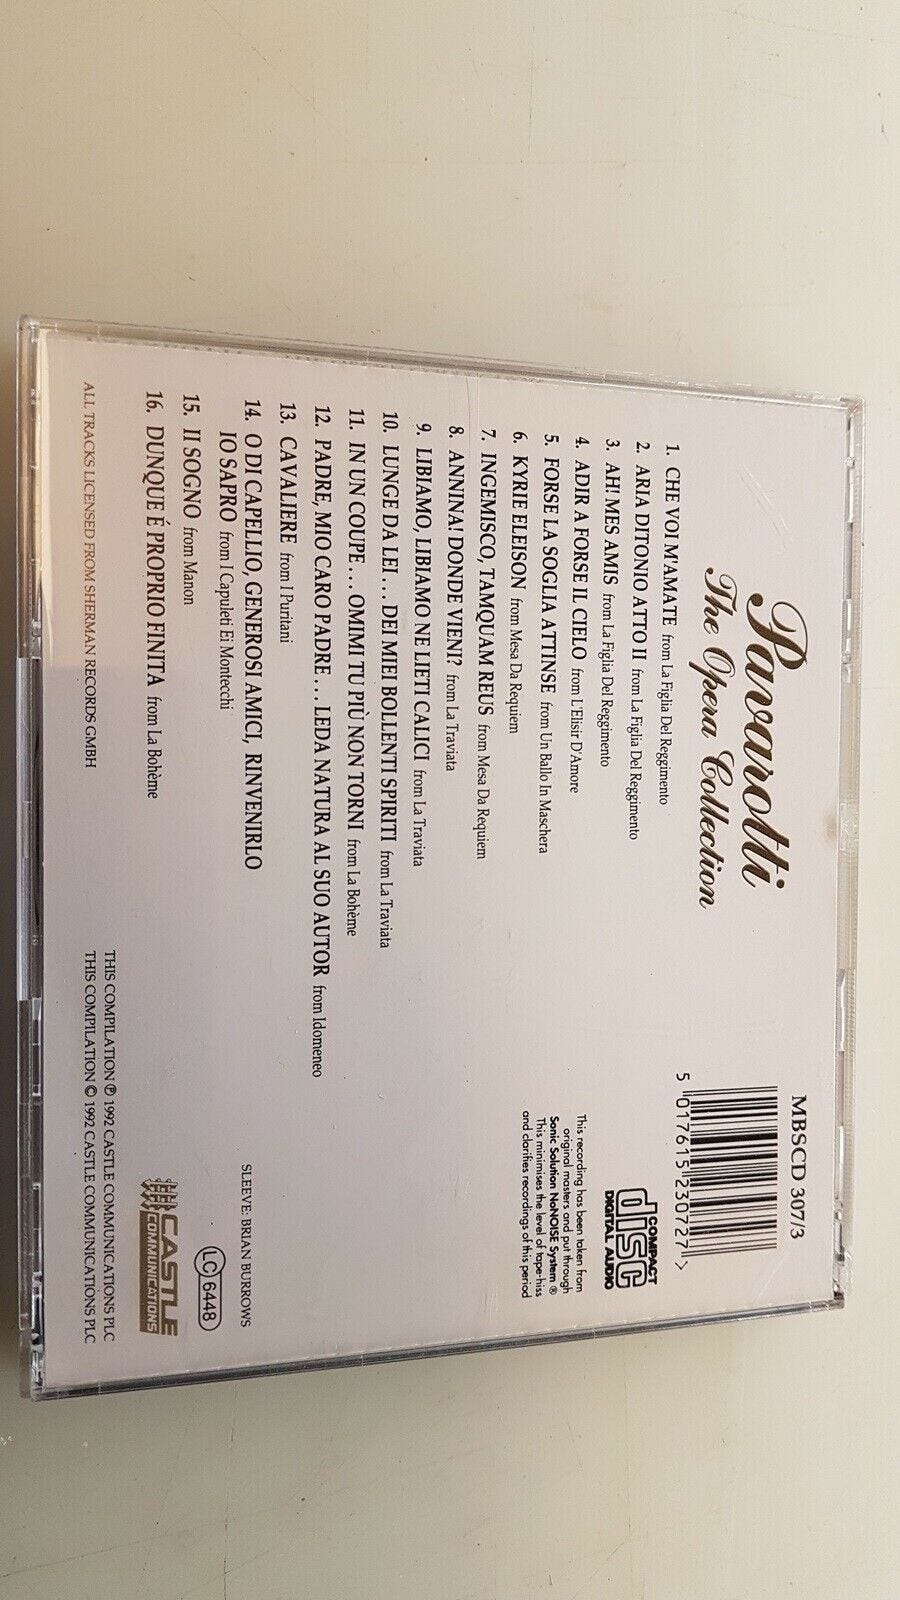 Pavarotti
The Opera Collection
MBSCD 307/3
5 017615 230727 >
1. CHE VOI M'AMATE from La Figlia Del Reggimento
2. ARIA DITONIO ATTO II from La Figlia Del Reggimento
3. AH! MES AMIS from La Figlia Del Reggimento
4. ADIR A FORSE IL CIELO from L'Elisir D'Amore
5. FORSE LA SOGLIA ATTINSE from Un Ballo In Maschera
6. KYRIE ELEISON from Mesa Da Requiem
7. INGEMISCO, TAMQUAM REUS from Mesa Da Requiem
8. ANNINA! DONDE VIENI? from La Traviata
9. LIBIAMO, LIBIAMO NE LIETI CALICI from La Traviata
10. LUNGE DA LEI . . . DEI MIEI BOLLENTI SPIRITI from La Traviata
11. IN UN COUPE . . . OMIMI TU PIÙ NON TORNI from La Bohème
12. PADRE, MIO CARO PADRE . . . LEDA NATURA AL SUO AUTOR from Idomeneo
13. CAVALIERE from I Puritani
14. O DI CAPELLIO, GENEROSI AMICI, RINVENIRLO
IO SAPRO from I Capuleti Ei Montecchi
15. II SOGNO from Manon
16. DUNQUE É PROPRIO FINITA from La Bohème
COMPACT
disc
DIGITAL AUDIO
This recording has been taken from
original masters and put through
Sonic Solution NoNOISE System ®
This minimises the level of tape-hiss
and clarifies recordings of this period
SLEEVE: BRIAN BURROWS
LC 6448
CASTLE
COMMUNICATIONS
ALL TRACKS LICENSED FROM SHERMAN RECORDS GMBH
THIS COMPILATION ℗ 1992 CASTLE COMMUNICATIONS PLC
THIS COMPILATION © 1992 CASTLE COMMUNICATIONS PLC